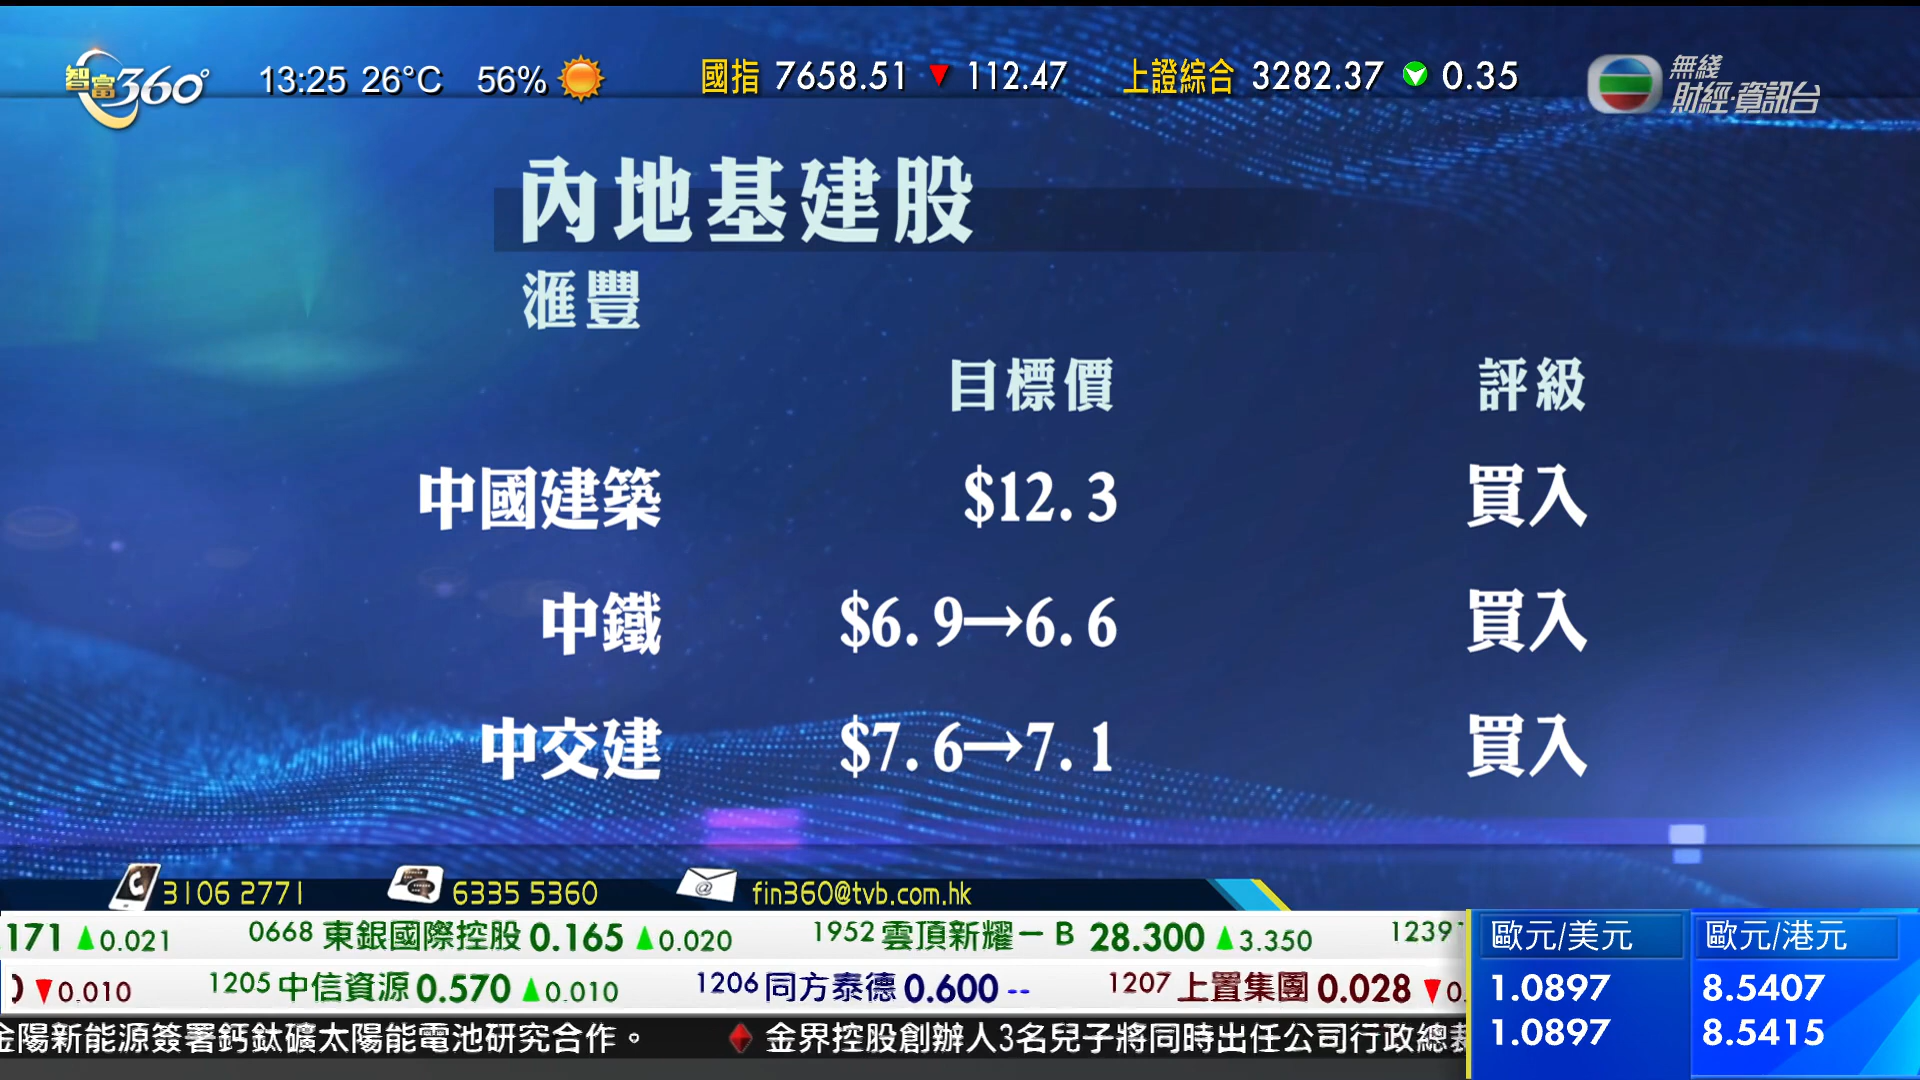 智富360°
13:25 26°C 56%
國指 7658.51 ▼ 112.47
上證綜合 3282.37 0.35
無綫
財經·資訊台
內地基建股
滙豐
目標價 評級
中國建築 $12.3 買入
中鐵 $6.9→6.6 買入
中交建 $7.6→7.1 買入
3106 2771 6335 5360 fin360@tvb.com.hk
.171 ▲0.021 0668 東銀國際控股 0.165 ▲0.020 1952 雲頂新耀－Ｂ 28.300 ▲3.350 1239
▼0.010 1205 中信資源 0.570 ▲0.010 1206 同方泰德 0.600 -- 1207 上置集團 0.028 ▼0.
金陽新能源簽署鈣鈦礦太陽能電池研究合作。 ♦ 金界控股創辦人3名兒子將同時出任公司行政總裁
歐元/美元 歐元/港元
1.0897 8.5407
1.0897 8.5415